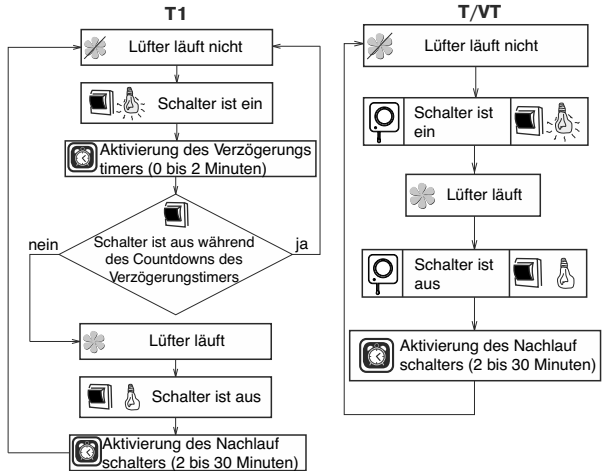 T1
Lüfter läuft nicht
Schalter ist ein
Aktivierung des Verzögerungs
timers (0 bis 2 Minuten)
nein
ja
Schalter ist aus während
des Countdowns des
Verzögerungstimers
Lüfter läuft
Schalter ist aus
Aktivierung des Nachlauf
schalters (2 bis 30 Minuten)
T/VT
Lüfter läuft nicht
Schalter ist
ein
Lüfter läuft
Schalter ist
aus
Aktivierung des Nachlauf
schalters (2 bis 30 Minuten)